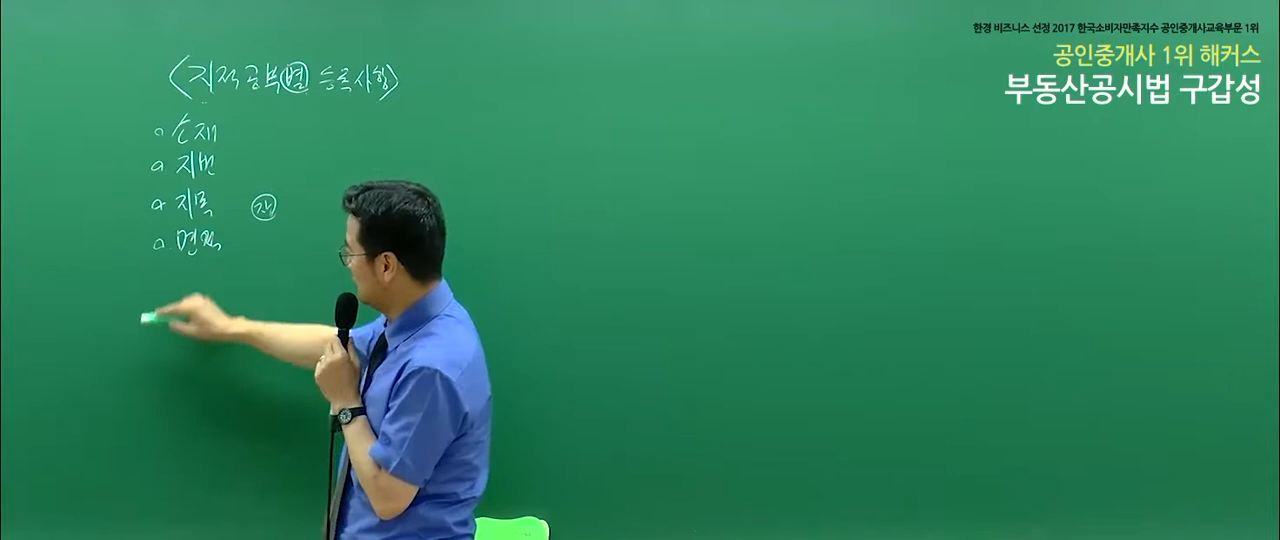 한경 비즈니스 선정 2017 한국소비자만족지수 공인중개사교육부문 1위
공인중개사 1위 해커스
부동산공시법 구갑성
<지적공부별 등록사항>
소재
지번
지목
면적